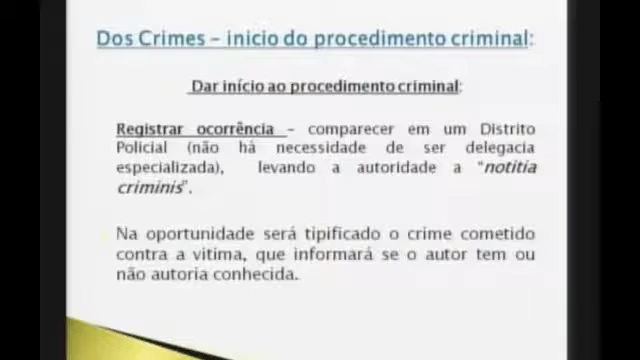 Dos Crimes – inicio do procedimento criminal:
Dar início ao procedimento criminal:
Registrar ocorrência – comparecer em um Distrito
Policial (não há necessidade de ser delegacia
especializada), levando a autoridade a “notitia
criminis”.
Na oportunidade será tipificado o crime cometido
contra a vitima, que informará se o autor tem ou
não autoria conhecida.